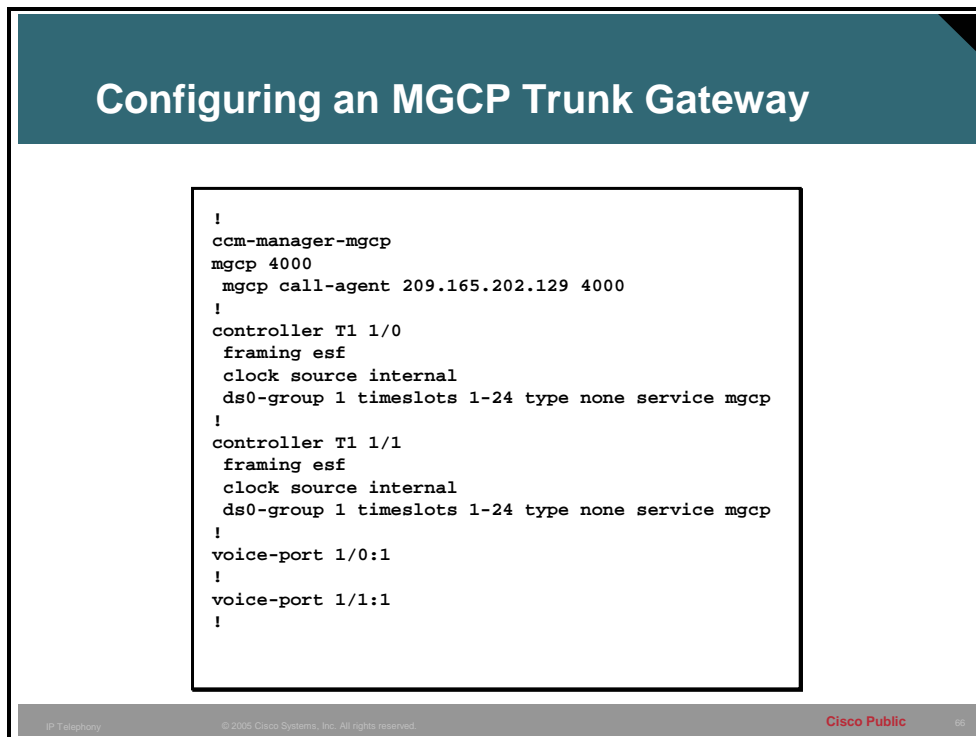 Configuring an MGCP Trunk Gateway
!
ccm-manager-mgcp
mgcp 4000
 mgcp call-agent 209.165.202.129 4000
!
controller T1 1/0
 framing esf
 clock source internal
 ds0-group 1 timeslots 1-24 type none service mgcp
!
controller T1 1/1
 framing esf
 clock source internal
 ds0-group 1 timeslots 1-24 type none service mgcp
!
voice-port 1/0:1
!
voice-port 1/1:1
!
IP Telephony © 2005 Cisco Systems, Inc. All rights reserved. Cisco Public 66